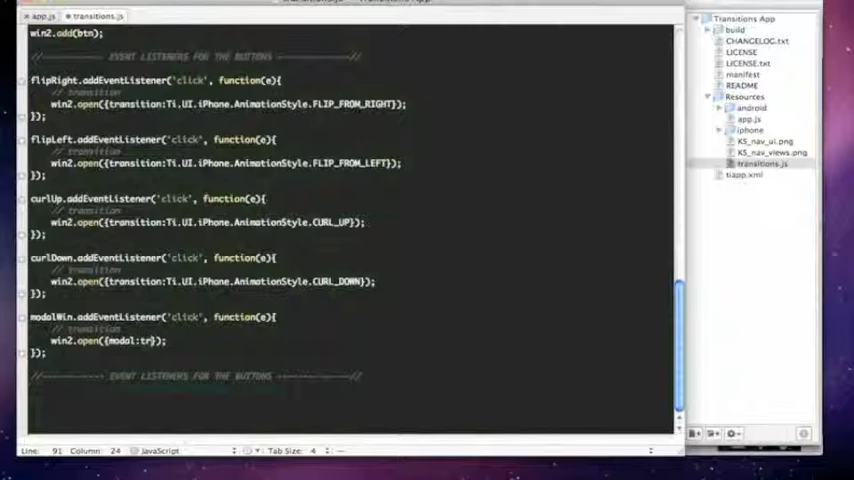 app.js transitions.js
win2.add(btn);
//------------ EVENT LISTENERS FOR THE BUTTONS ---------------//
flipRight.addEventListener('click', function(e){
// transition
win2.open({transition:Ti.UI.iPhone.AnimationStyle.FLIP_FROM_RIGHT});
});
flipLeft.addEventListener('click', function(e){
// transition
win2.open({transition:Ti.UI.iPhone.AnimationStyle.FLIP_FROM_LEFT});
});
curlUp.addEventListener('click', function(e){
// transition
win2.open({transition:Ti.UI.iPhone.AnimationStyle.CURL_UP});
});
curlDown.addEventListener('click', function(e){
// transition
win2.open({transition:Ti.UI.iPhone.AnimationStyle.CURL_DOWN});
});
modalWin.addEventListener('click', function(e){
// transition
win2.open({modal:tr});
});
//------------ EVENT LISTENERS FOR THE BUTTONS ---------------//
Line: 91 Column: 24 JavaScript Tab Size: 4
Transitions App
build
CHANGELOG.txt
LICENSE
LICENSE.txt
manifest
README
Resources
android
app.js
iphone
KS_nav_ui.png
KS_nav_views.png
transitions.js
tiapp.xml